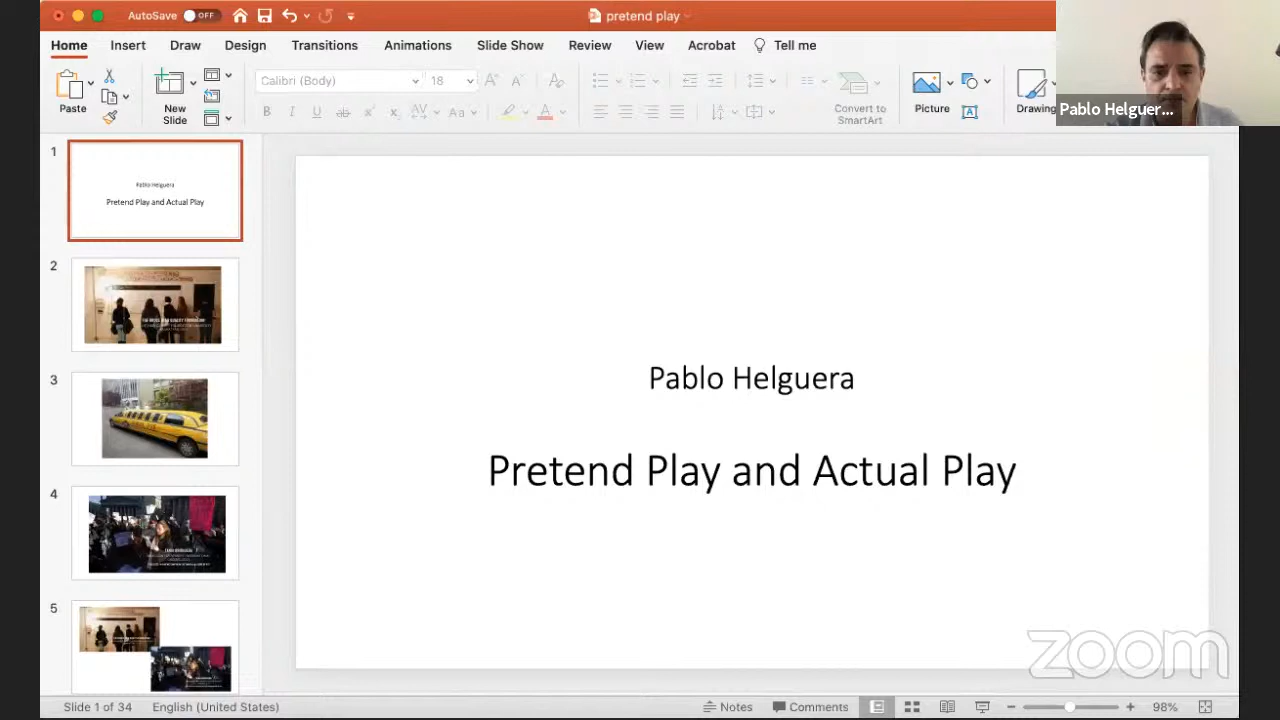 AutoSave OFF
pretend play
Home Insert Draw Design Transitions Animations Slide Show Review View Acrobat Tell me
Paste
New
Slide
Calibri (Body) 18
Convert to
SmartArt
Picture
Drawing
Pablo Helguer...
1
Pablo Helguera
Pretend Play and Actual Play
2
3
4
5
Pablo Helguera
Pretend Play and Actual Play
zoom
Slide 1 of 34 English (United States) Notes Comments 98%